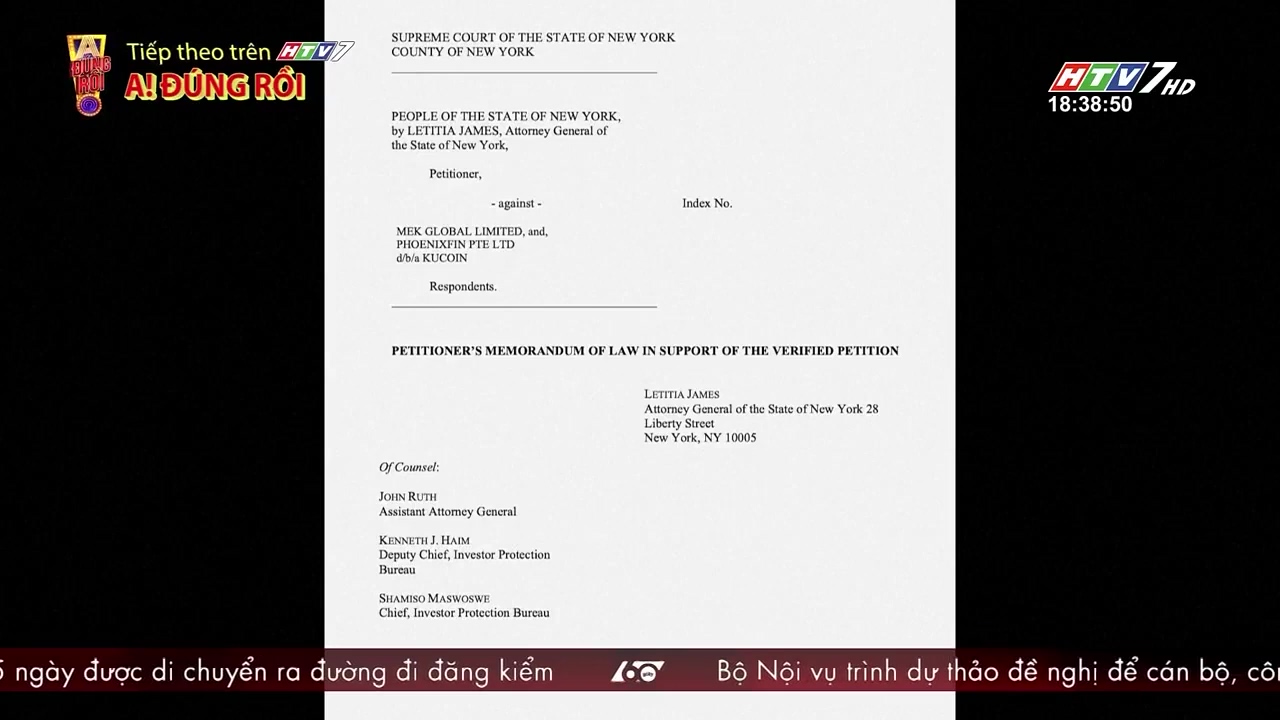 A ĐÚNG RỒI
Tiếp theo trên HTV7
A! ĐÚNG RỒI
HTV7 HD
18:38:50
SUPREME COURT OF THE STATE OF NEW YORK
COUNTY OF NEW YORK
PEOPLE OF THE STATE OF NEW YORK,
by LETITIA JAMES, Attorney General of
the State of New York,
Petitioner,
- against -
Index No.
MEK GLOBAL LIMITED, and,
PHOENIXFIN PTE LTD
d/b/a KUCOIN
Respondents.
PETITIONER'S MEMORANDUM OF LAW IN SUPPORT OF THE VERIFIED PETITION
LETITIA JAMES
Attorney General of the State of New York 28
Liberty Street
New York, NY 10005
Of Counsel:
JOHN RUTH
Assistant Attorney General
KENNETH J. HAIM
Deputy Chief, Investor Protection
Bureau
SHAMISO MASWOSWE
Chief, Investor Protection Bureau
5 ngày được di chuyển ra đường đi đăng kiểm
60 giây
Bộ Nội vụ trình dự thảo đề nghị để cán bộ, côn